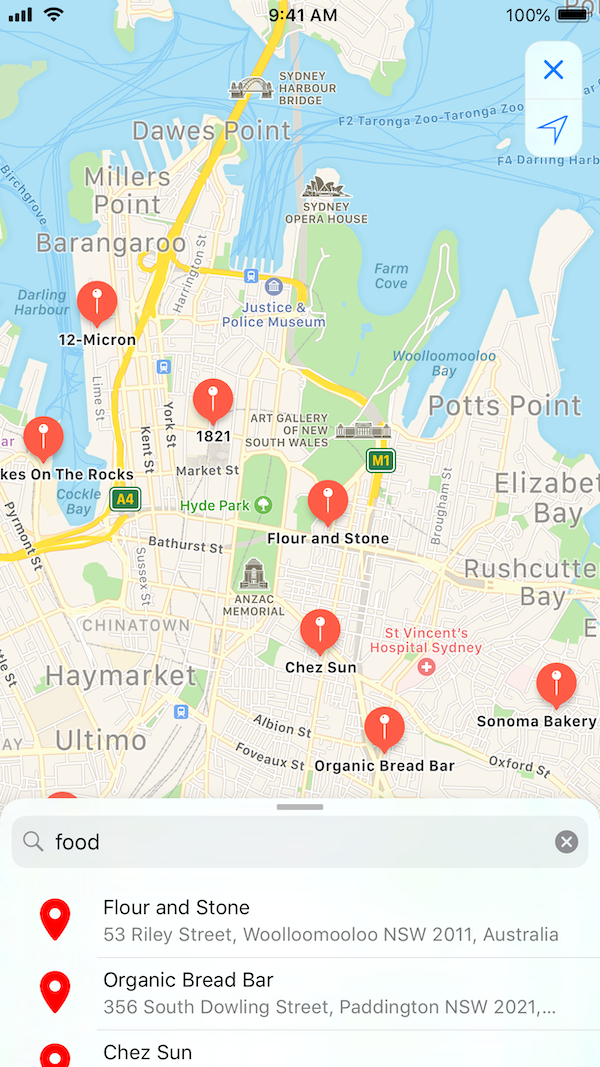 9:41 AM
100%
SYDNEY
HARBOUR
BRIDGE
F2 Taronga Zoo-Taronga Zoo
Dawes Point
F4 Darling Harb
Birchgrove
Millers
Point
SYDNEY
OPERA HOUSE
Barangaroo
Harrington St
Farm
Cove
Darling
Harbour
Justice &
Police Museum
12-Micron
Woolloomooloo
Bay
Lime St
York St
Kent St
1821
ART GALLERY
OF NEW
SOUTH WALES
Potts Point
ar
M1
kes On The Rocks
Market St
Brougham St
Elizabet
Bay
Cockle
Bay
A4
Hyde Park
Pyrmont St
Flour and Stone
Bathurst St
Sussex St
ANZAC
MEMORIAL
Rushcutte
Bay
CHINATOWN
E
St Vincent's
Hospital Sydney
Chez Sun
ttle St
Haymarket
Sonoma Bakery
Albion St
AY
Ultimo
Foveaux St
Organic Bread Bar
Oxford St
food
Flour and Stone
53 Riley Street, Woolloomooloo NSW 2011, Australia
Organic Bread Bar
356 South Dowling Street, Paddington NSW 2021,...
Chez Sun